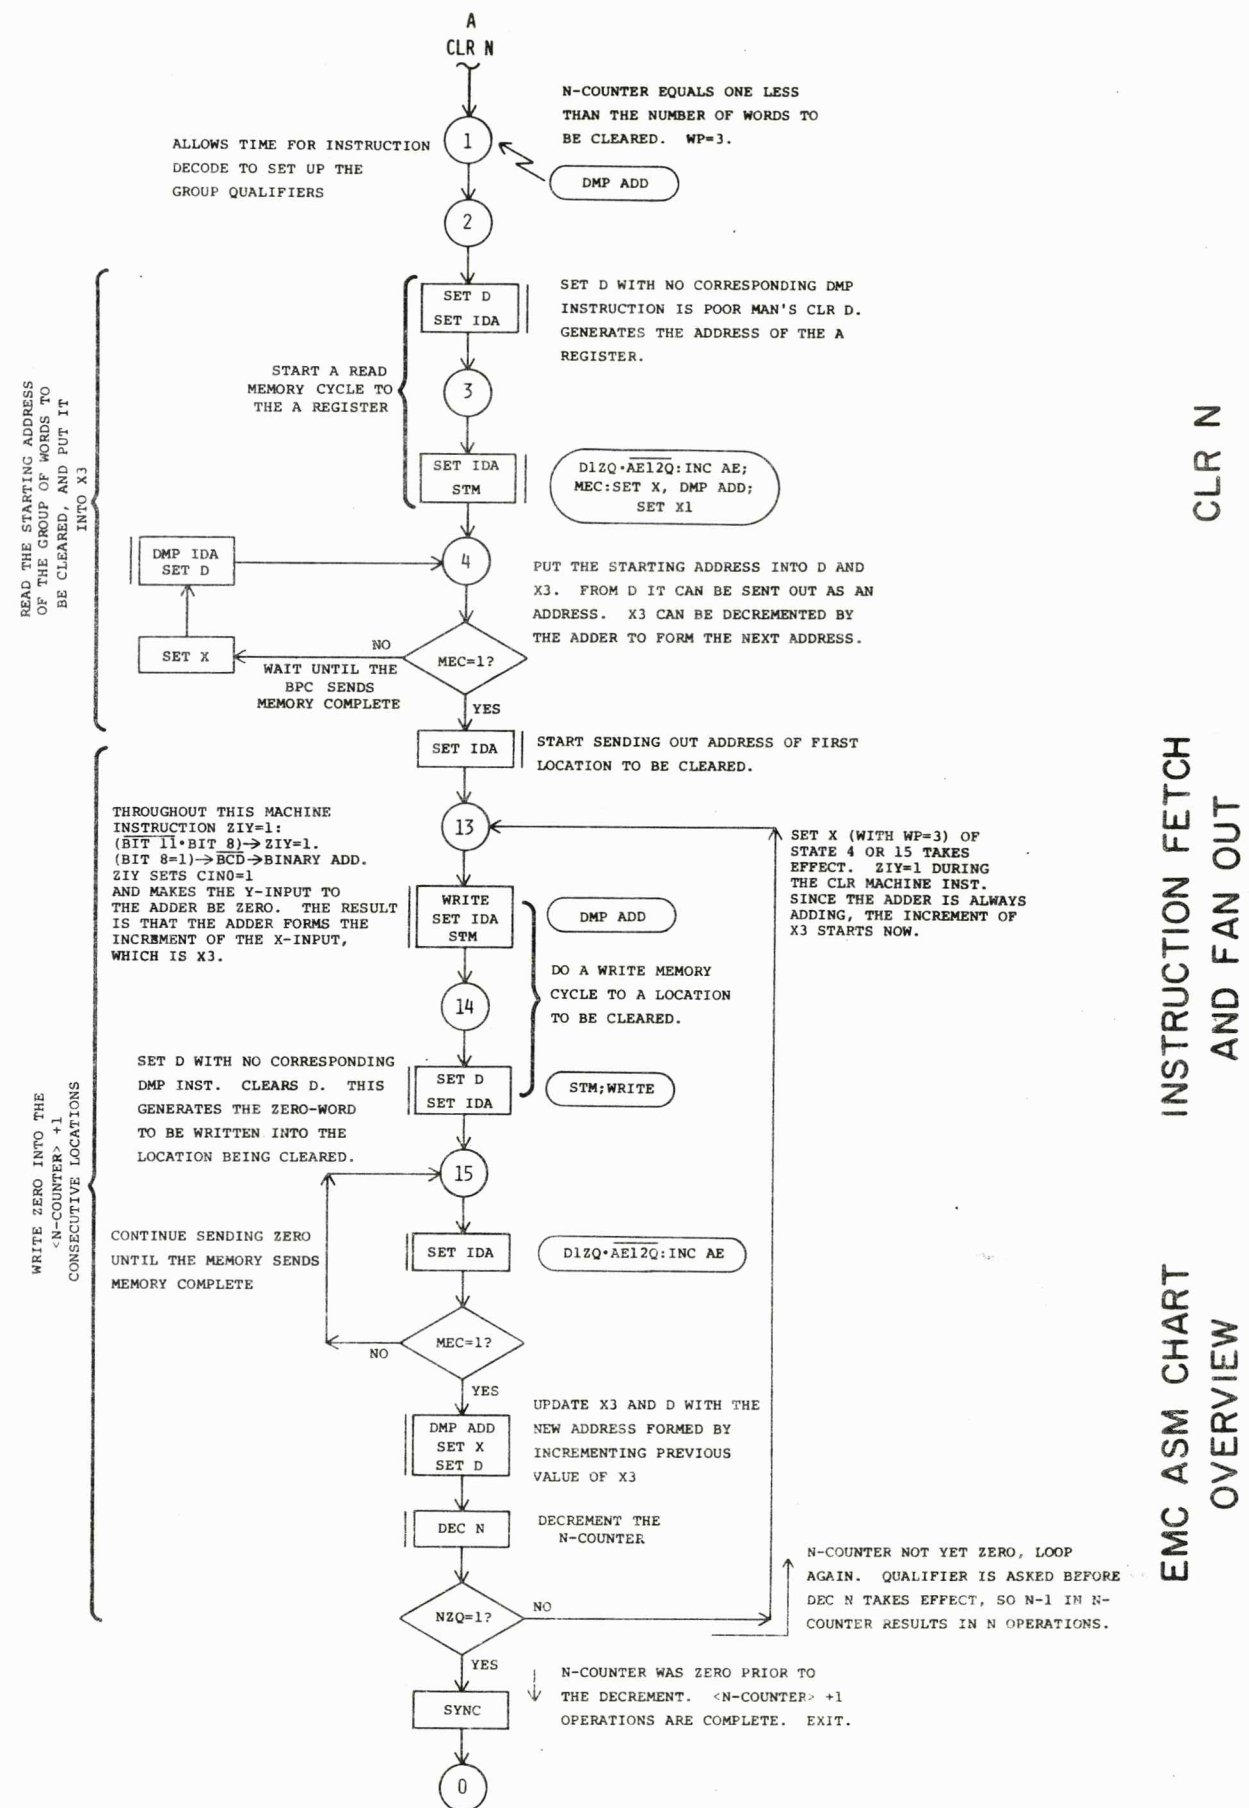 A
CLR N
N-COUNTER EQUALS ONE LESS
THAN THE NUMBER OF WORDS TO
BE CLEARED. WP=3.
1
ALLOWS TIME FOR INSTRUCTION
DECODE TO SET UP THE
GROUP QUALIFIERS
DMP ADD
2
SET D
SET IDA
SET D WITH NO CORRESPONDING DMP
INSTRUCTION IS POOR MAN'S CLR D.
GENERATES THE ADDRESS OF THE A
REGISTER.
START A READ
MEMORY CYCLE TO
THE A REGISTER
3
READ THE STARTING ADDRESS
OF THE GROUP OF WORDS TO
BE CLEARED, AND PUT IT
INTO X3
SET IDA
STM
D1ZQ·A̅E̅1̅2̅Q̅:INC AE;
MEC:SET X, DMP ADD;
SET X1
4
DMP IDA
SET D
PUT THE STARTING ADDRESS INTO D AND
X3. FROM D IT CAN BE SENT OUT AS AN
ADDRESS. X3 CAN BE DECREMENTED BY
THE ADDER TO FORM THE NEXT ADDRESS.
SET X
NO
MEC=1?
WAIT UNTIL THE
BPC SENDS
MEMORY COMPLETE
YES
SET IDA
START SENDING OUT ADDRESS OF FIRST
LOCATION TO BE CLEARED.
THROUGHOUT THIS MACHINE
INSTRUCTION ZIY=1:
(B̅I̅T̅ ̅1̅1̅·BIT 8)→ZIY=1.
(BIT 8=1)→B̅C̅D̅→BINARY ADD.
ZIY SETS CIN0=1
AND MAKES THE Y-INPUT TO
THE ADDER BE ZERO. THE RESULT
IS THAT THE ADDER FORMS THE
INCRBMENT OF THE X-INPUT,
WHICH IS X3.
13
SET X (WITH WP=3) OF
STATE 4 OR 15 TAKES
EFFECT. ZIY=1 DURING
THE CLR MACHINE INST.
SINCE THE ADDER IS ALWAYS
ADDING, THE INCREMENT OF
X3 STARTS NOW.
WRITE
SET IDA
STM
DMP ADD
DO A WRITE MEMORY
CYCLE TO A LOCATION
TO BE CLEARED.
14
SET D WITH NO CORRESPONDING
DMP INST. CLEARS D. THIS
GENERATES THE ZERO-WORD
TO BE WRITTEN INTO THE
LOCATION BEING CLEARED.
SET D
SET IDA
STM;WRITE
WRITE ZERO INTO THE
<N-COUNTER> +1
CONSECUTIVE LOCATIONS
15
CONTINUE SENDING ZERO
UNTIL THE MEMORY SENDS
MEMORY COMPLETE
SET IDA
D1ZQ·A̅E̅1̅2̅Q̅:INC AE
MEC=1?
NO
YES
DMP ADD
SET X
SET D
UPDATE X3 AND D WITH THE
NEW ADDRESS FORMED BY
INCREMENTING PREVIOUS
VALUE OF X3
DEC N
DECREMENT THE
N-COUNTER
NZQ=1?
NO
N-COUNTER NOT YET ZERO, LOOP
AGAIN. QUALIFIER IS ASKED BEFORE
DEC N TAKES EFFECT, SO N-1 IN N-
COUNTER RESULTS IN N OPERATIONS.
YES
N-COUNTER WAS ZERO PRIOR TO
THE DECREMENT. <N-COUNTER> +1
OPERATIONS ARE COMPLETE. EXIT.
SYNC
0
EMC ASM CHART
OVERVIEW
INSTRUCTION FETCH
AND FAN OUT
CLR N